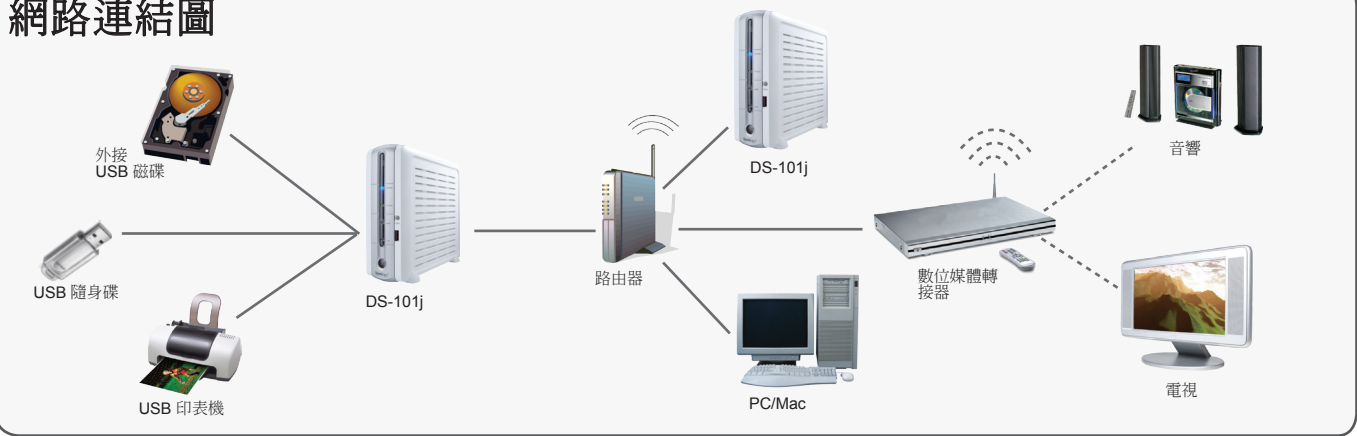 網路連結圖
外接
USB 磁碟
USB 隨身碟
USB 印表機
DS-101j
路由器
DS-101j
PC/Mac
數位媒體轉
接器
音響
電視